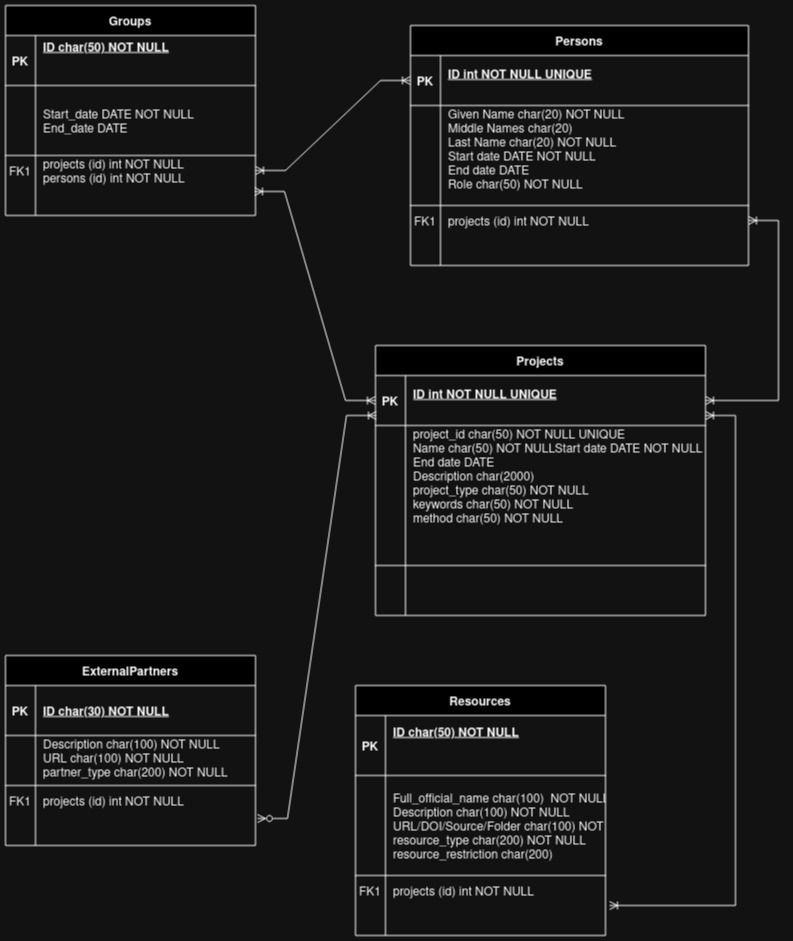 Groups
PK
ID char(50) NOT NULL
Start_date DATE NOT NULL
End_date DATE
FK1
projects (id) int NOT NULL
persons (id) int NOT NULL
Persons
PK
ID int NOT NULL UNIQUE
Given Name char(20) NOT NULL
Middle Names char(20)
Last Name char(20) NOT NULL
Start date DATE NOT NULL
End date DATE
Role char(50) NOT NULL
FK1
projects (id) int NOT NULL
Projects
PK
ID int NOT NULL UNIQUE
project_id char(50) NOT NULL UNIQUE
Name char(50) NOT NULLStart date DATE NOT NULL
End date DATE
Description char(2000)
project_type char(50) NOT NULL
keywords char(50) NOT NULL
method char(50) NOT NULL
ExternalPartners
PK
ID char(30) NOT NULL
Description char(100) NOT NULL
URL char(100) NOT NULL
partner_type char(200) NOT NULL
FK1
projects (id) int NOT NULL
Resources
PK
ID char(50) NOT NULL
Full_official_name char(100) NOT NULL
Description char(100) NOT NULL
URL/DOI/Source/Folder char(100) NOT
resource_type char(200) NOT NULL
resource_restriction char(200)
FK1
projects (id) int NOT NULL